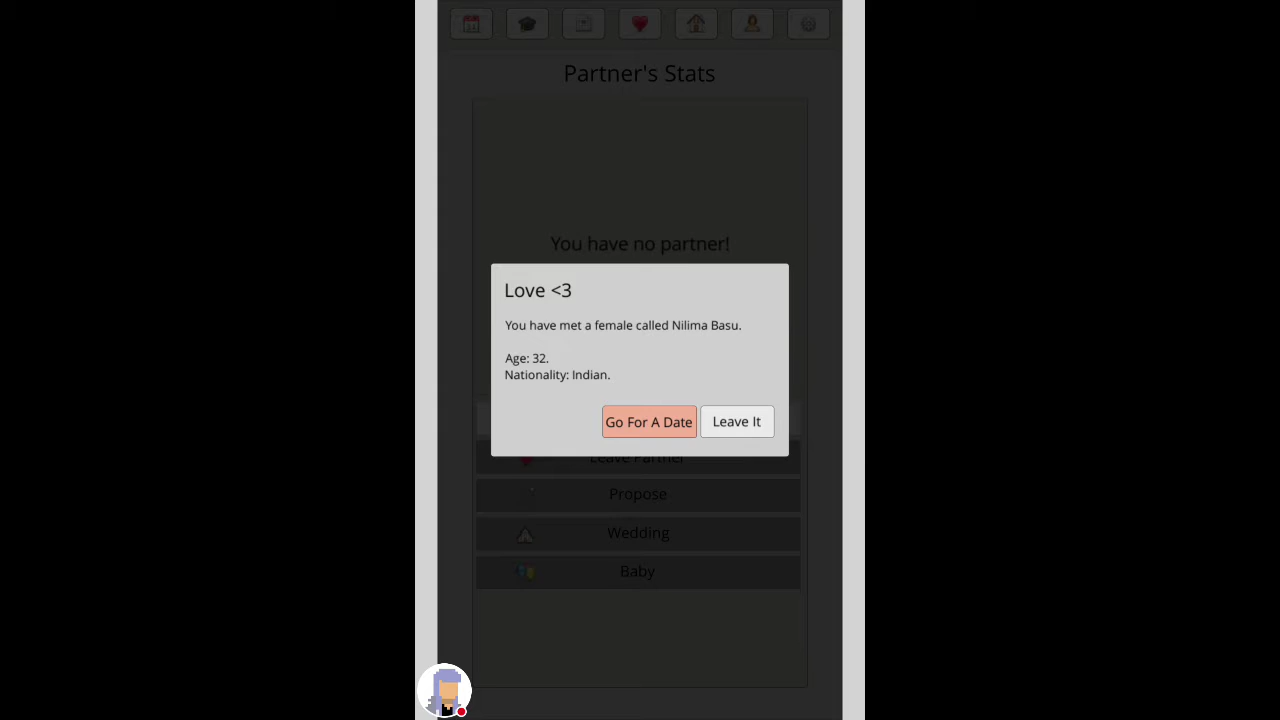 Partner's Stats
You have no partner!
Love <3
You have met a female called Nilima Basu.
Age: 32.
Nationality: Indian.
Go For A Date
Leave It
Leave Partner
Propose
Wedding
Baby